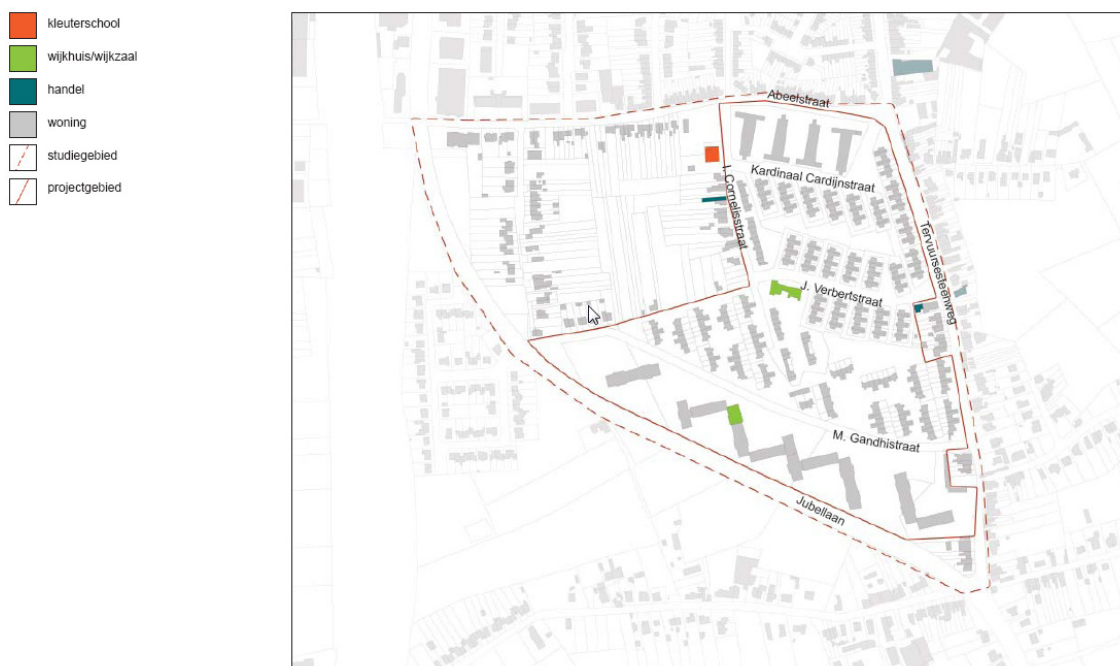 kleuterschool
wijkhuis/wijkzaal
handel
woning
studiegebied
projectgebied
Abeelstraat
Kardinaal Cardijnstraat
I. Cornelisstraat
Tervuursesteenweg
J. Verbertstraat
M. Gandhistraat
Jubellaan